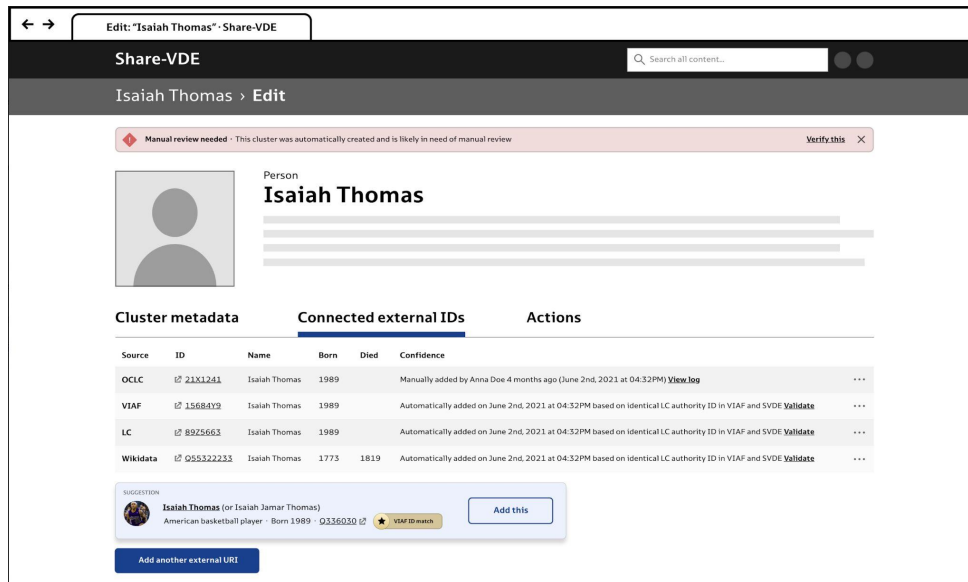 Edit: “Isaiah Thomas” · Share-VDE
Share-VDE
Search all content...
Isaiah Thomas › Edit
Manual review needed · This cluster was automatically created and is likely in need of manual review
Verify this
Person
Isaiah Thomas
Cluster metadata Connected external IDs Actions
Source ID Name Born Died Confidence
OCLC 21X1241 Isaiah Thomas 1989 Manually added by Anna Doe 4 months ago (June 2nd, 2021 at 04:32PM) View log
VIAF 15684Y9 Isaiah Thomas 1989 Automatically added on June 2nd, 2021 at 04:32PM based on identical LC authority ID in VIAF and SVDE Validate
LC 89Z5663 Isaiah Thomas 1989 Automatically added on June 2nd, 2021 at 04:32PM based on identical LC authority ID in VIAF and SVDE Validate
Wikidata Q55322233 Isaiah Thomas 1773 1819 Automatically added on June 2nd, 2021 at 04:32PM based on identical LC authority ID in VIAF and SVDE Validate
SUGGESTION
Isaiah Thomas (or Isaiah Jamar Thomas)
American basketball player · Born 1989 · Q336030 VIAF ID match
Add this
Add another external URI